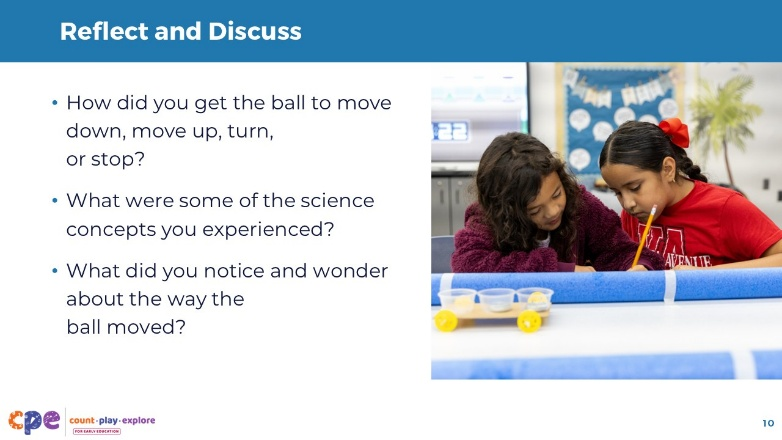 Reflect and Discuss
• How did you get the ball to move
down, move up, turn,
or stop?
• What were some of the science
concepts you experienced?
• What did you notice and wonder
about the way the
ball moved?
:22
AVENUE
cpe
count·play·explore
FOR EARLY EDUCATION
10